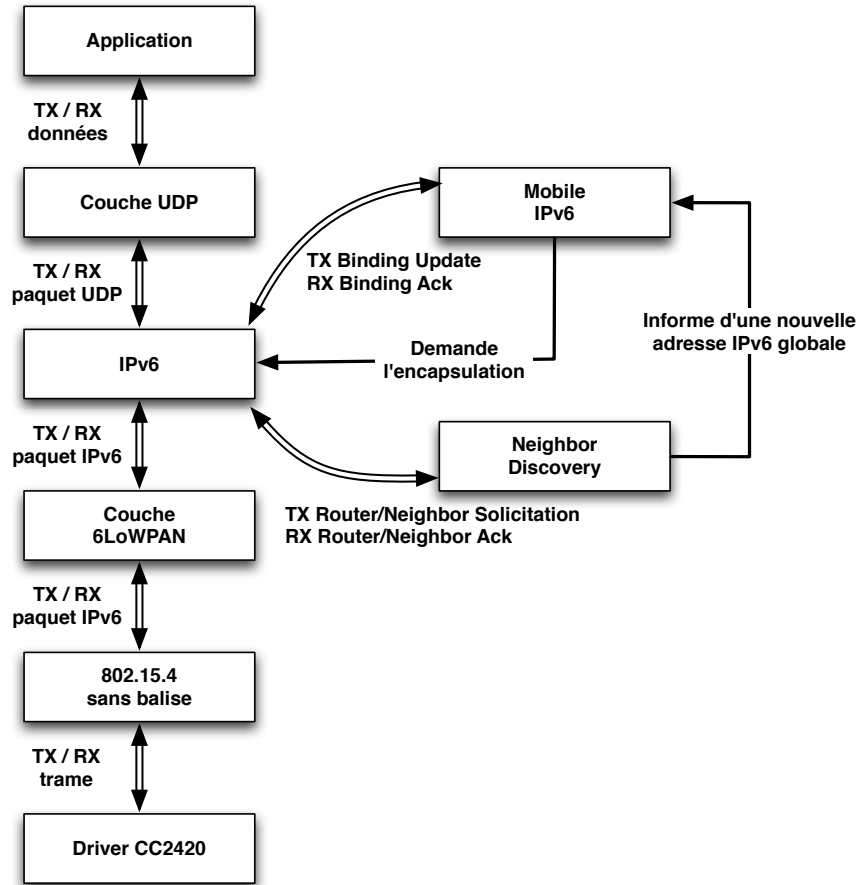 Application
TX / RX
données
Couche UDP
TX / RX
paquet UDP
IPv6
TX / RX
paquet IPv6
Couche
6LoWPAN
TX / RX
paquet IPv6
802.15.4
sans balise
TX / RX
trame
Driver CC2420
Mobile
IPv6
TX Binding Update
RX Binding Ack
Demande
l'encapsulation
Informe d'une nouvelle
adresse IPv6 globale
Neighbor
Discovery
TX Router/Neighbor Solicitation
RX Router/Neighbor Ack